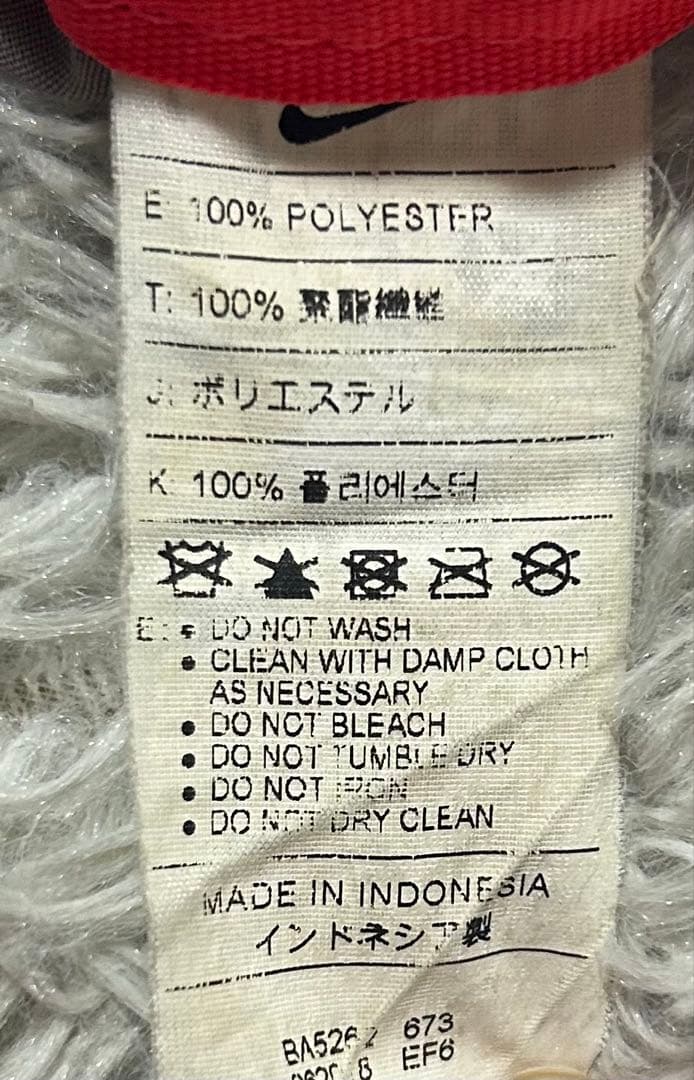 E: 100% POLYESTER
T: 100% 聚酯纖維
J: ポリエステル
K: 100% 폴리에스터
E: • DO NOT WASH
• CLEAN WITH DAMP CLOTH
AS NECESSARY
• DO NOT BLEACH
• DO NOT TUMBLE DRY
• DO NOT IRON
• DO NOT DRY CLEAN
MADE IN INDONESIA
インドネシア製
673
EF6